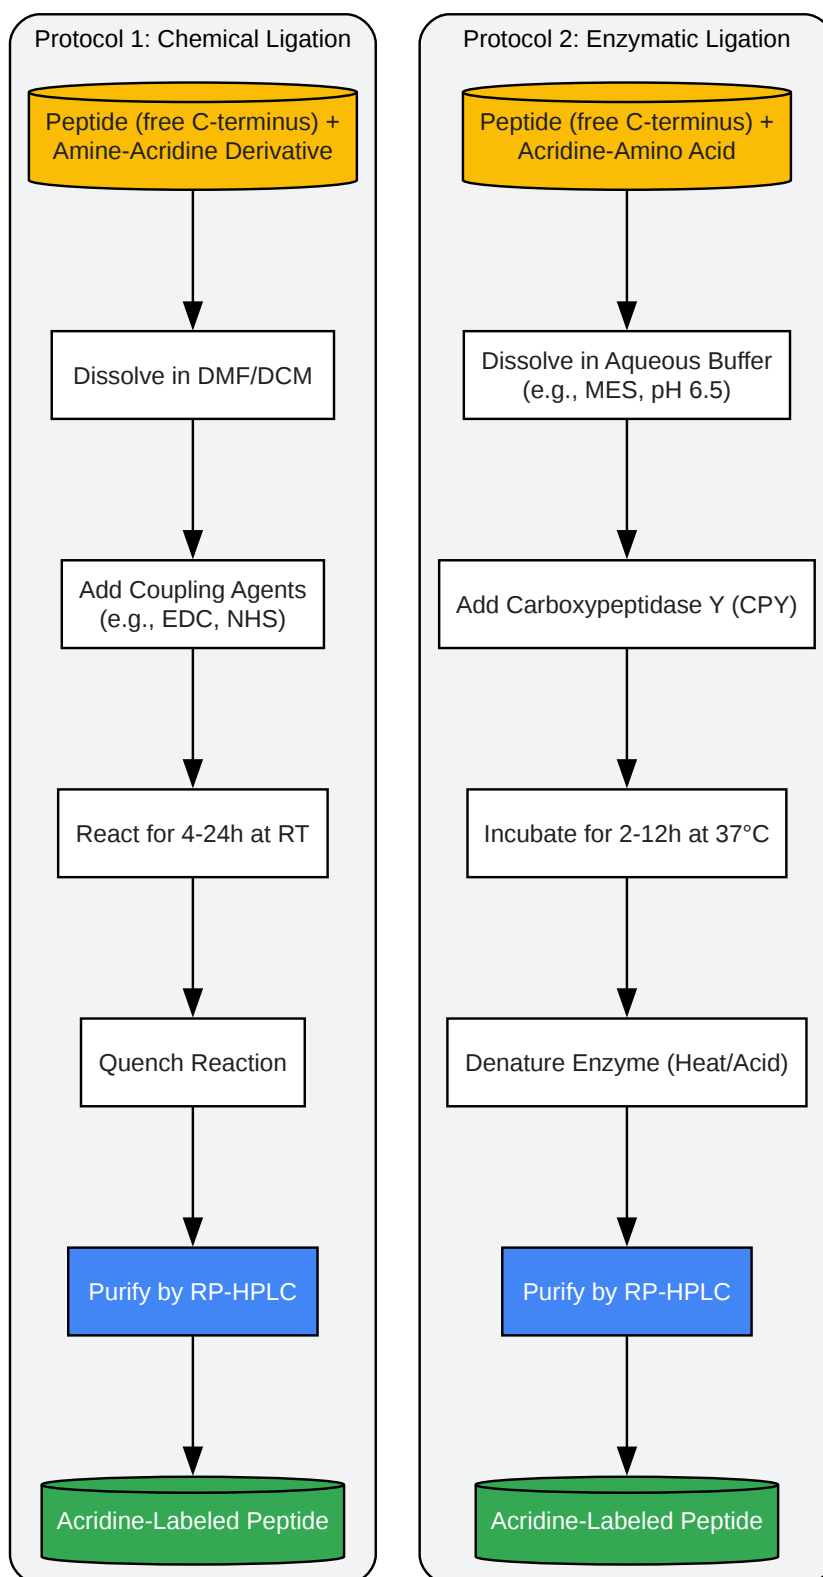 Protocol 1: Chemical Ligation
Peptide (free C-terminus) +
Amine-Acridine Derivative
Dissolve in DMF/DCM
Add Coupling Agents
(e.g., EDC, NHS)
React for 4-24h at RT
Quench Reaction
Purify by RP-HPLC
Acridine-Labeled Peptide
Protocol 2: Enzymatic Ligation
Peptide (free C-terminus) +
Acridine-Amino Acid
Dissolve in Aqueous Buffer
(e.g., MES, pH 6.5)
Add Carboxypeptidase Y (CPY)
Incubate for 2-12h at 37°C
Denature Enzyme (Heat/Acid)
Purify by RP-HPLC
Acridine-Labeled Peptide